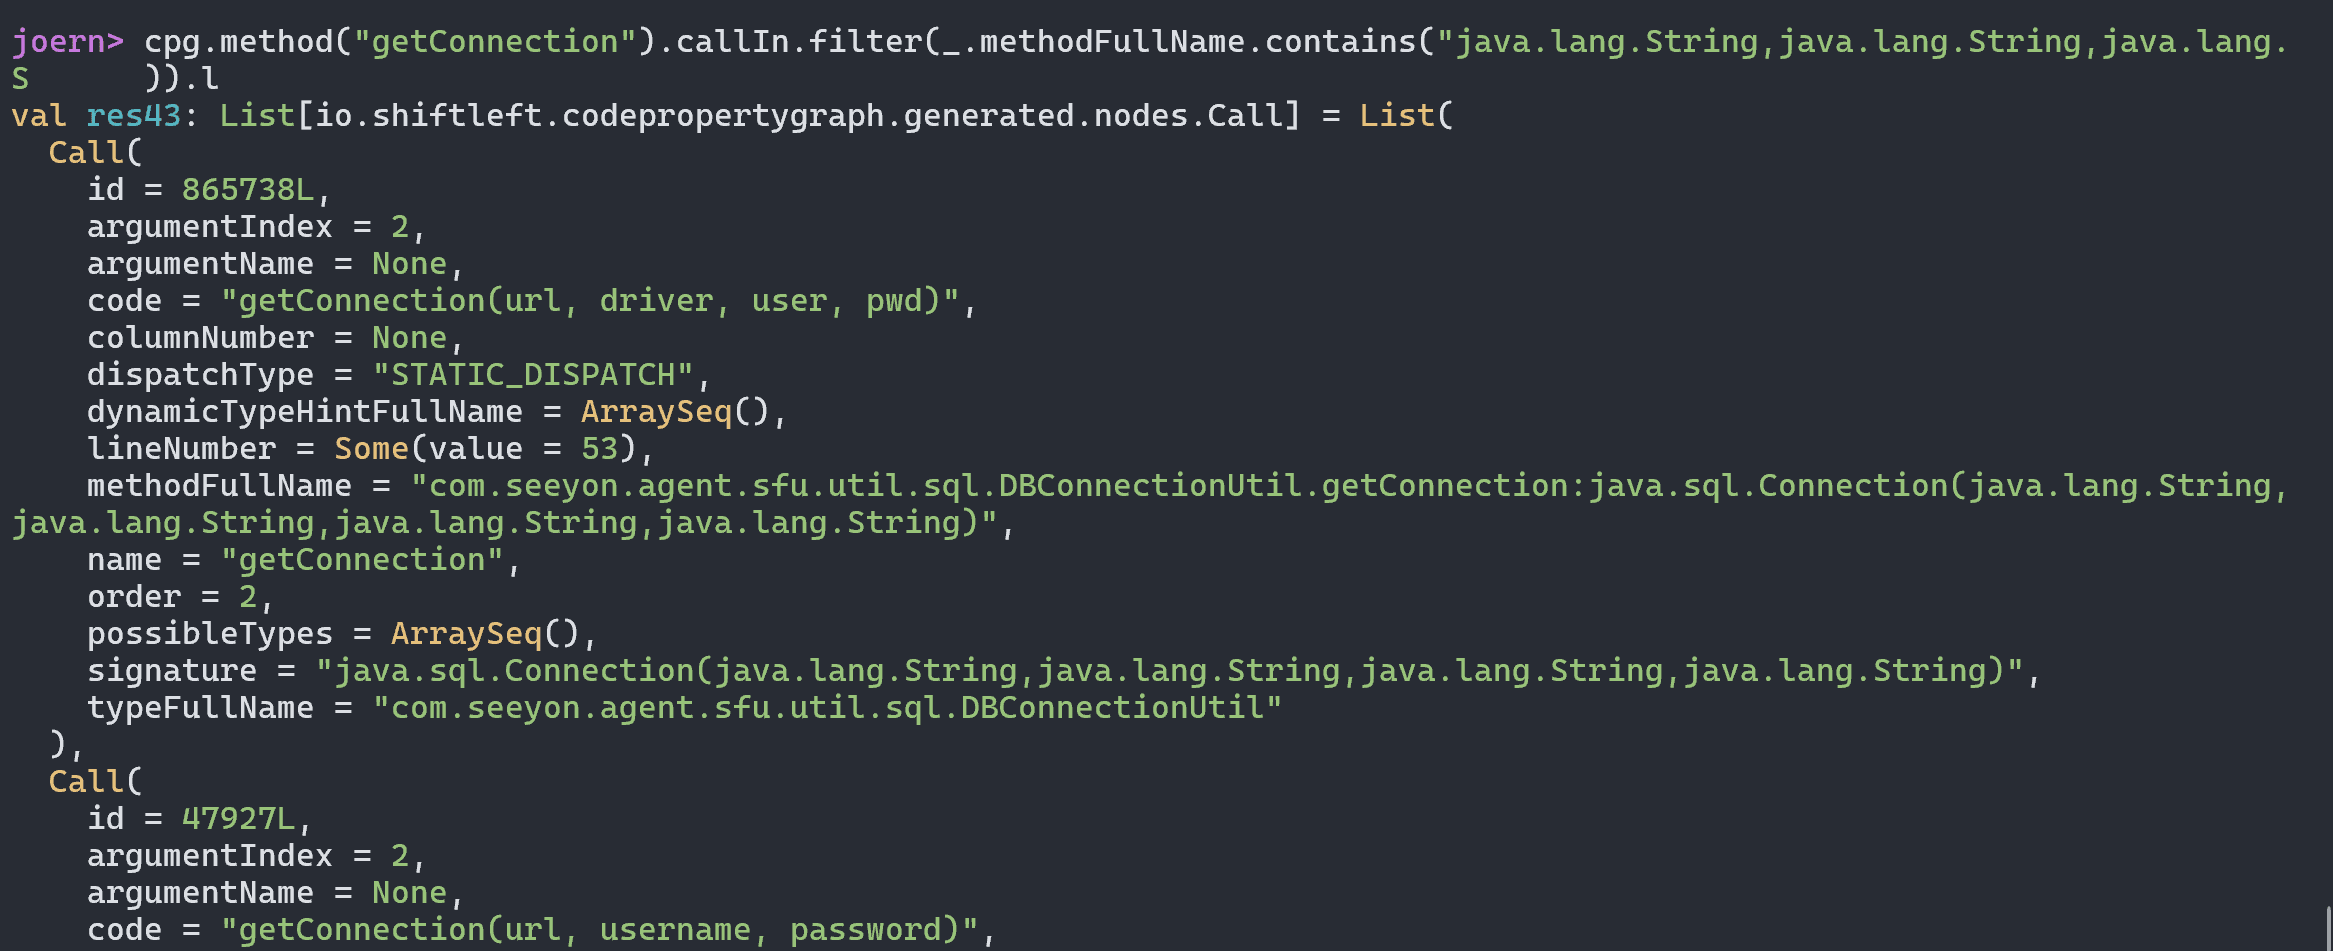 joern> cpg.method("getConnection").callIn.filter(_.methodFullName.contains("java.lang.String,java.lang.String,java.lang.
S      )).l
val res43: List[io.shiftleft.codepropertygraph.generated.nodes.Call] = List(
  Call(
    id = 865738L,
    argumentIndex = 2,
    argumentName = None,
    code = "getConnection(url, driver, user, pwd)",
    columnNumber = None,
    dispatchType = "STATIC_DISPATCH",
    dynamicTypeHintFullName = ArraySeq(),
    lineNumber = Some(value = 53),
    methodFullName = "com.seeyon.agent.sfu.util.sql.DBConnectionUtil.getConnection:java.sql.Connection(java.lang.String,
java.lang.String,java.lang.String,java.lang.String)",
    name = "getConnection",
    order = 2,
    possibleTypes = ArraySeq(),
    signature = "java.sql.Connection(java.lang.String,java.lang.String,java.lang.String,java.lang.String)",
    typeFullName = "com.seeyon.agent.sfu.util.sql.DBConnectionUtil"
  ),
  Call(
    id = 47927L,
    argumentIndex = 2,
    argumentName = None,
    code = "getConnection(url, username, password)",